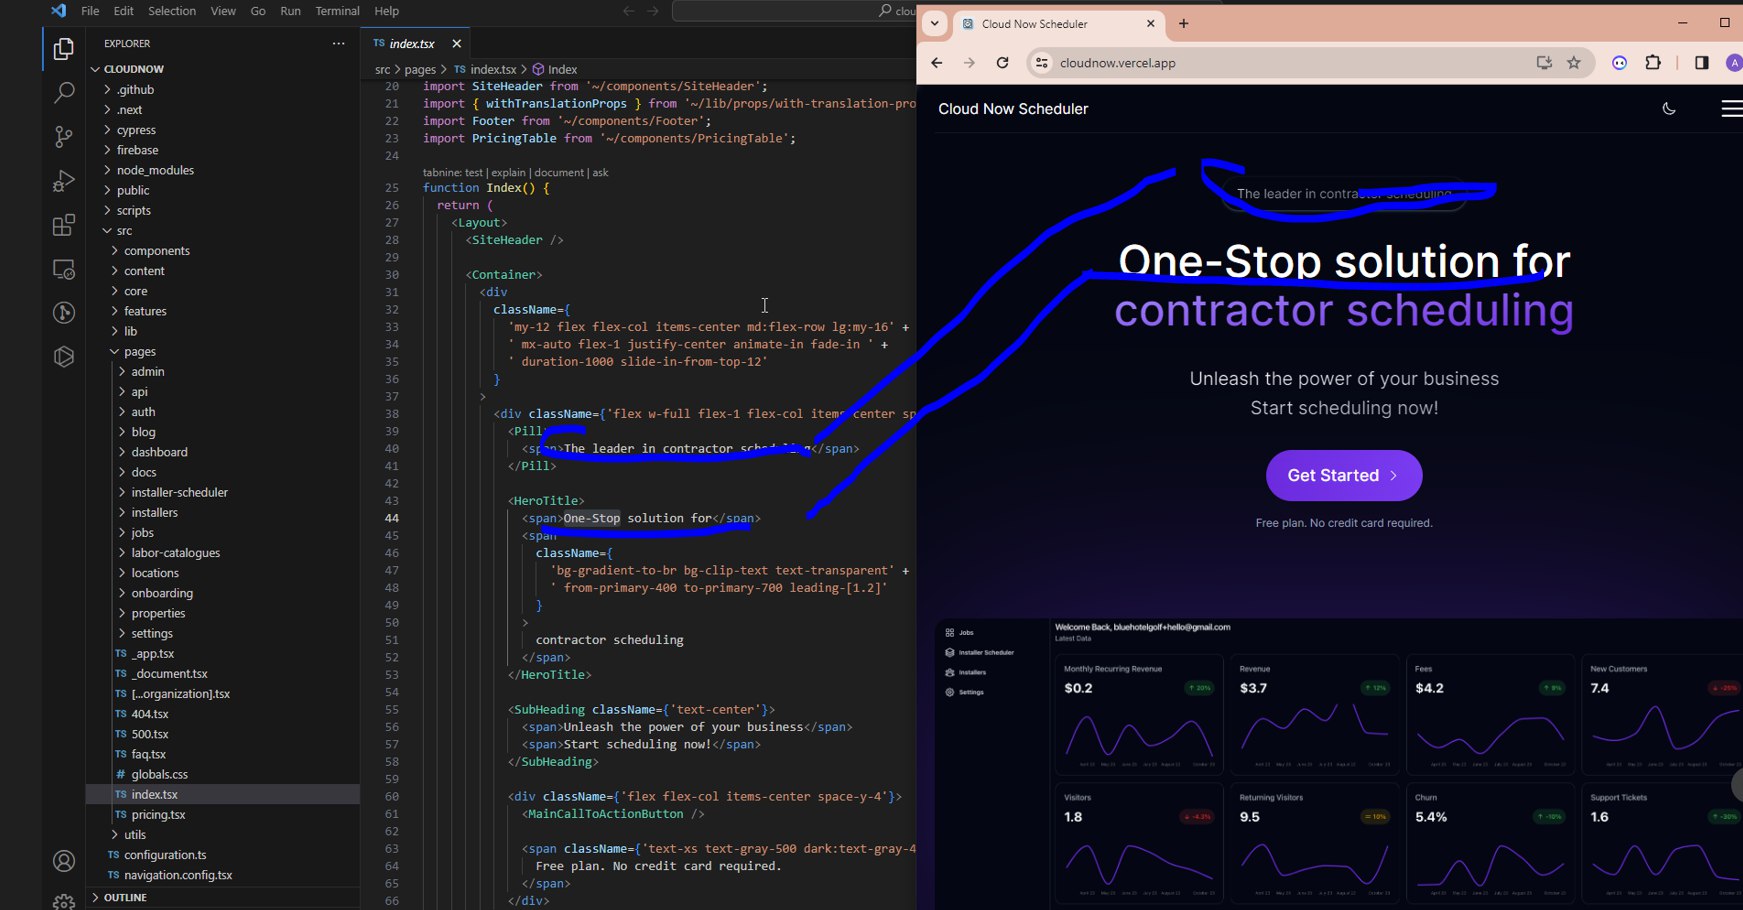 File Edit Selection View Go Run Terminal Help
clou
EXPLORER
CLOUDNOW
.github
.next
cypress
firebase
node_modules
public
scripts
src
components
content
core
features
lib
pages
admin
api
auth
blog
dashboard
docs
installer-scheduler
installers
jobs
labor-catalogues
locations
onboarding
properties
settings
TS _app.tsx
TS _document.tsx
TS [...organization].tsx
TS 404.tsx
TS 500.tsx
TS faq.tsx
# globals.css
TS index.tsx
TS pricing.tsx
utils
TS configuration.ts
TS navigation.config.tsx
OUTLINE
TS index.tsx
src > pages > TS index.tsx > Index
20 import SiteHeader from '~/components/SiteHeader';
21 import { withTranslationProps } from '~/lib/props/with-translation-pro
22 import Footer from '~/components/Footer';
23 import PricingTable from '~/components/PricingTable';
24
tabnine: test | explain | document | ask
25 function Index() {
26 return (
27 <Layout>
28 <SiteHeader />
29
30 <Container>
31 <div
32 className={
33 'my-12 flex flex-col items-center md:flex-row lg:my-16' +
34 ' mx-auto flex-1 justify-center animate-in fade-in ' +
35 ' duration-1000 slide-in-from-top-12'
36 }
37 >
38 <div className={'flex w-full flex-1 flex-col items-center sp
39 <Pill>
40 <span>The leader in contractor scheduling</span>
41 </Pill>
42
43 <HeroTitle>
44 <span>One-Stop solution for</span>
45 <span
46 className={
47 'bg-gradient-to-br bg-clip-text text-transparent' +
48 ' from-primary-400 to-primary-700 leading-[1.2]'
49 }
50 >
51 contractor scheduling
52 </span>
53 </HeroTitle>
54
55 <SubHeading className={'text-center'}>
56 <span>Unleash the power of your business</span>
57 <span>Start scheduling now!</span>
58 </SubHeading>
59
60 <div className={'flex flex-col items-center space-y-4'}>
61 <MainCallToActionButton />
62
63 <span className={'text-xs text-gray-500 dark:text-gray-4
64 Free plan. No credit card required.
65 </span>
66 </div>
Cloud Now Scheduler
cloudnow.vercel.app
A
Cloud Now Scheduler
The leader in contractor scheduling
One-Stop solution for
contractor scheduling
Unleash the power of your business
Start scheduling now!
Get Started
Free plan. No credit card required.
Jobs
Installer Scheduler
Installers
Settings
Welcome Back, bluehotelgolf+hello@gmail.com
Latest Data
Monthly Recurring Revenue
$0.2 ↑ 20%
Revenue
$3.7 ↑ 12%
Fees
$4.2 ↑ 9%
New Customers
7.4 ↓ -25%
Visitors
1.8 ↓ -4.3%
Returning Visitors
9.5 = 10%
Churn
5.4% ↑ -10%
Support Tickets
1.6 ↑ -30%